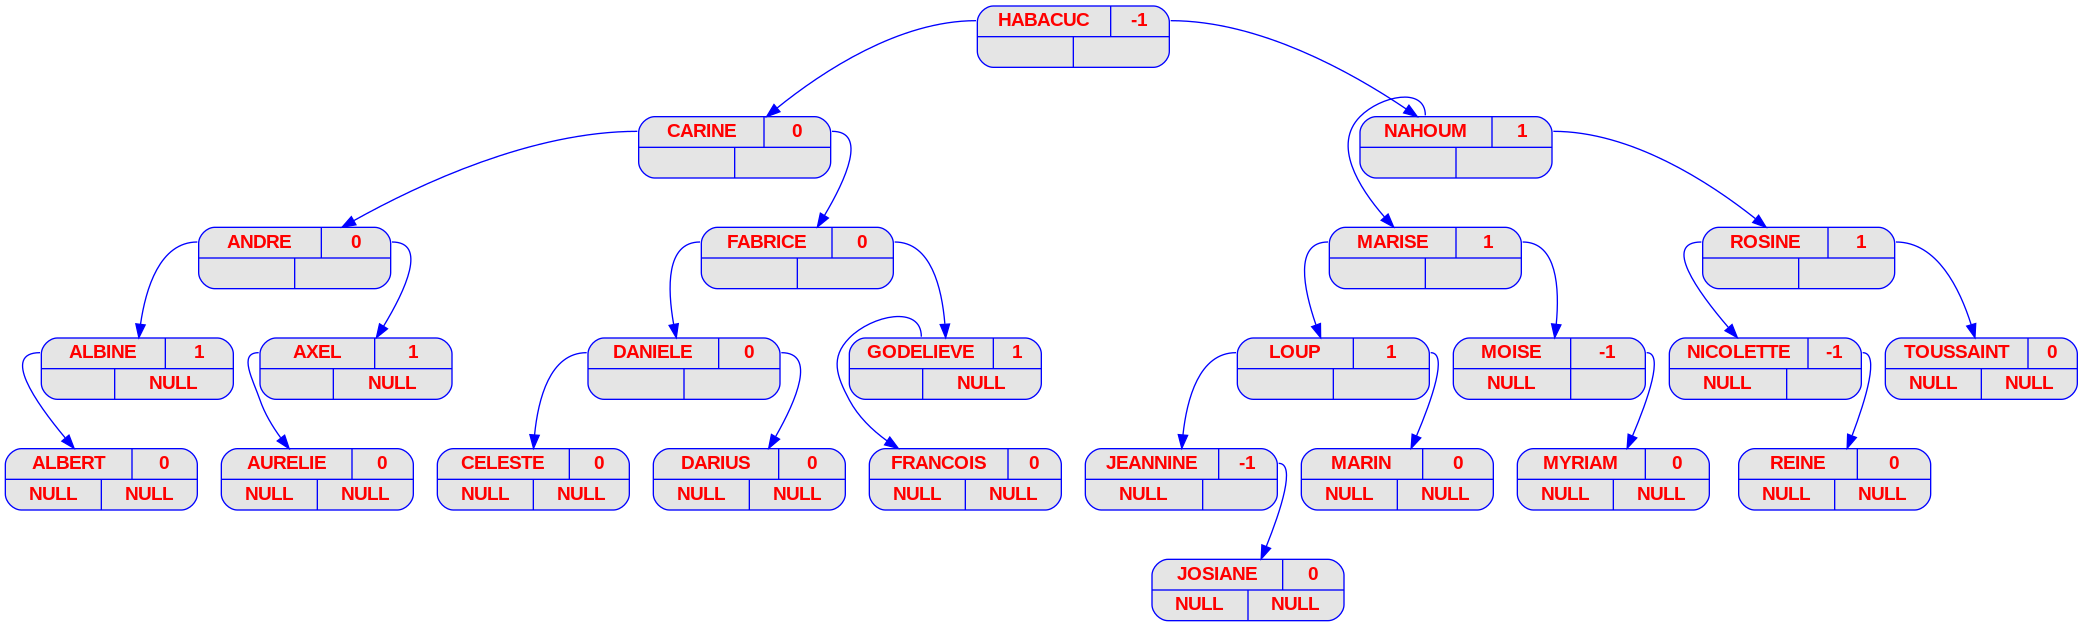 HABACUC -1
CARINE 0
NAHOUM 1
ANDRE 0
FABRICE 0
MARISE 1
ROSINE 1
ALBINE 1
NULL
AXEL 1
NULL
DANIELE 0
GODELIEVE 1
NULL
LOUP 1
MOISE -1
NULL
NICOLETTE -1
NULL
TOUSSAINT 0
NULL NULL
ALBERT 0
NULL NULL
AURELIE 0
NULL NULL
CELESTE 0
NULL NULL
DARIUS 0
NULL NULL
FRANCOIS 0
NULL NULL
JEANNINE -1
NULL
MARIN 0
NULL NULL
MYRIAM 0
NULL NULL
REINE 0
NULL NULL
JOSIANE 0
NULL NULL